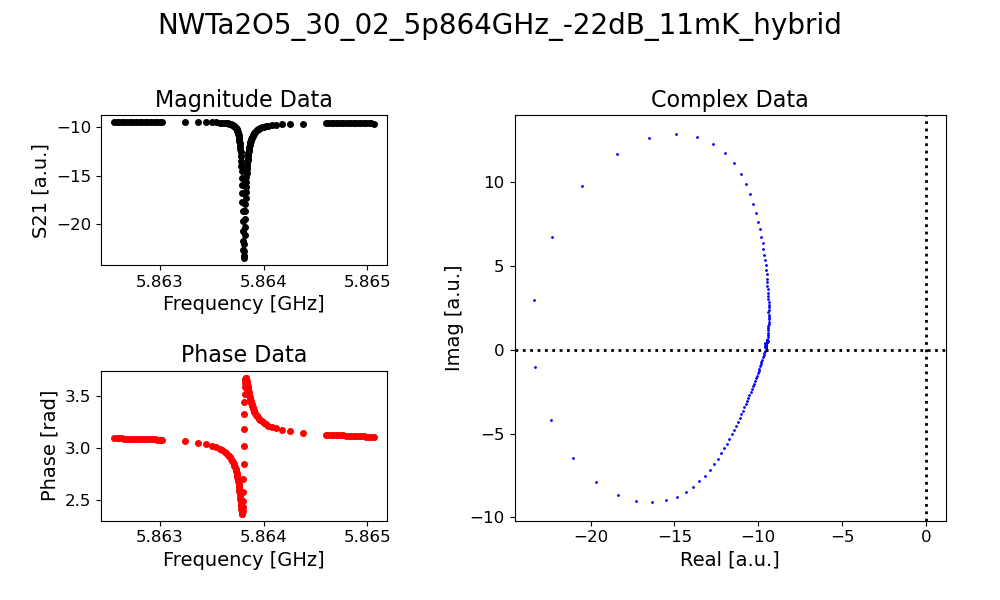 NWTa2O5_30_02_5p864GHz_-22dB_11mK_hybrid
Magnitude Data
S21 [a.u.]
−10
−15
−20
5.863 5.864 5.865
Frequency [GHz]
Phase Data
Phase [rad]
3.5
3.0
2.5
5.863 5.864 5.865
Frequency [GHz]
Complex Data
Imag [a.u.]
10
5
0
−5
−10
−20 −15 −10 −5 0
Real [a.u.]